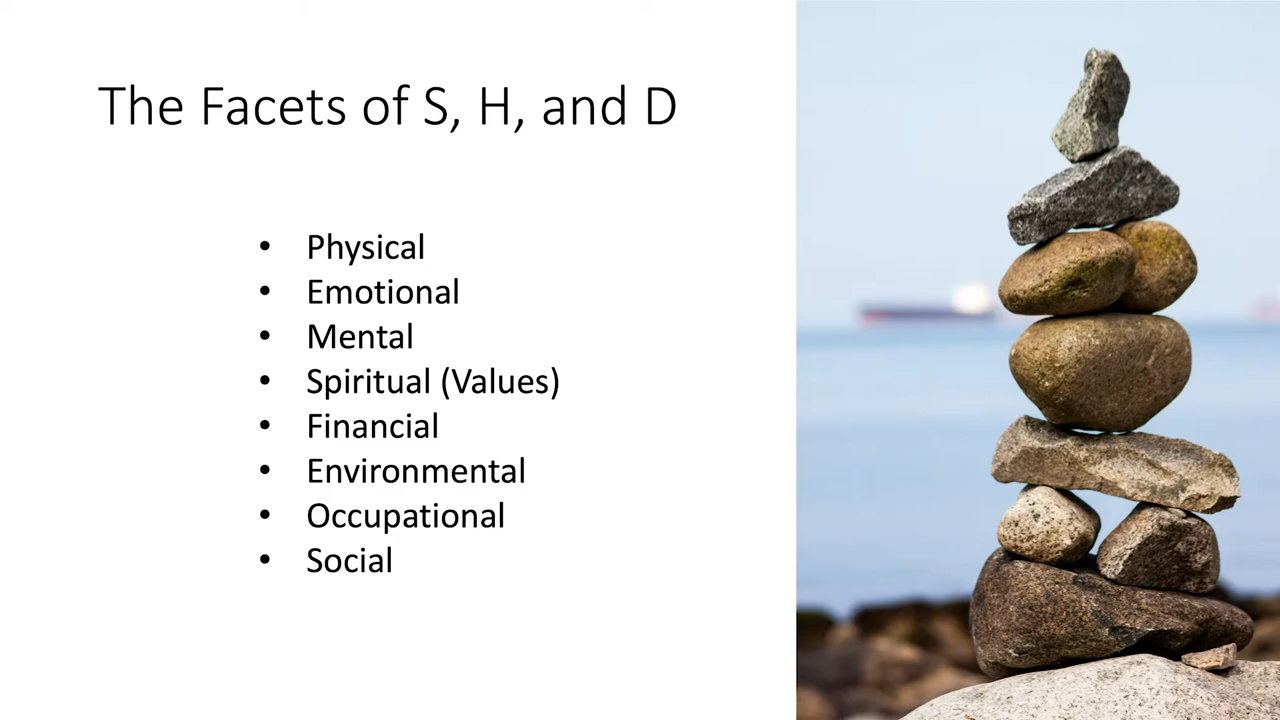 The Facets of S, H, and D
• Physical
• Emotional
• Mental
• Spiritual (Values)
• Financial
• Environmental
• Occupational
• Social